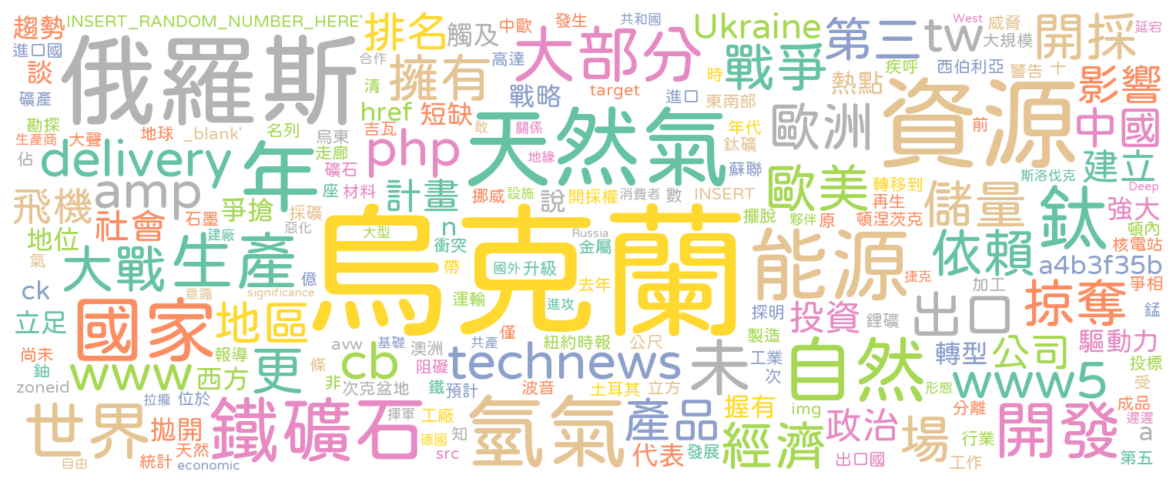 趨勢 INSERT_RANDOM_NUMBER_HERE' 排名 觸及 中歐 發生 共和國 Ukraine 第三 tw West 威脅 大規模 開採 延宕
進口國 俄羅斯 談 合作 擁有 高達 大部分 戰爭 熱點 疾呼 西伯利亞 警告 十 影響
礦產 清 href 短缺 戰略 target 進口 時 東南部 歐洲 資源 前 中國
勘探 生產商 大聲 地球 _blank' 名列 走廊 烏東 吉瓦 敢 關係 天然氣 年代 鈦礦
佔 delivery 年 礦石 php 地緣 蘇聯 歐美 轉移到 再生 斯洛伐克 建立 Deep
飛機 amp 座 材料 計畫 挪威 設施 說 開採權 消費者 數 INSERT 擺脫 夥伴 原 頓涅茨克 儲量 鈦 強大
社會 石墨 爭搶 採礦 n Russia 金屬 頓內
地位 建廠 惡化 大型 衝突 烏克蘭 能源 依賴 核電站
氣 大戰 生產 億 帶 國外 升級 去年 捷克 a4b3f35b 爭相
ck 意識 significance 運輸 進攻 探明 加工 錳
立足 國家 地區 avw 基礎 僅 共產 紐約時報 製造 投資 鋰礦 出口 掠奪
尚未 條 澳洲 阻礙 公尺 工業 轉型 公司 驅動力
鈾 www 西方 報導 更 非 cb 鐵 technews 未 自然 投標
zoneid 次克盆地 預計 次 www5 形態 受
拉攏 位於 波音 土耳其 立方 握有 img 分離 成品 遲遲
世界 拋開 鐵礦石 揮軍 工廠 氫氣 產品 經濟 政治 場 開發 a
天然 德國 知 代表 發展 行業
自由 統計 economic src 出口國 工作 第五